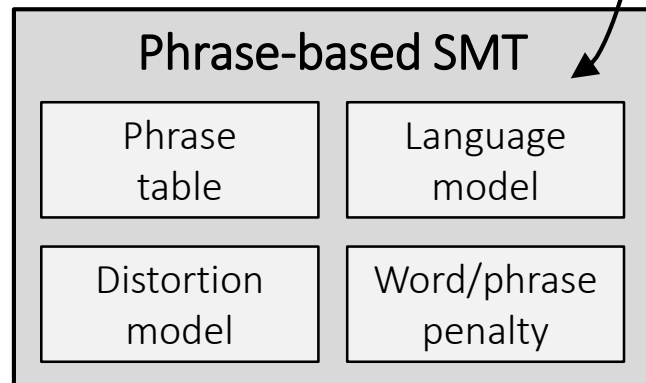 Phrase-based SMT
Phrase
table
Language
model
Distortion
model
Word/phrase
penalty